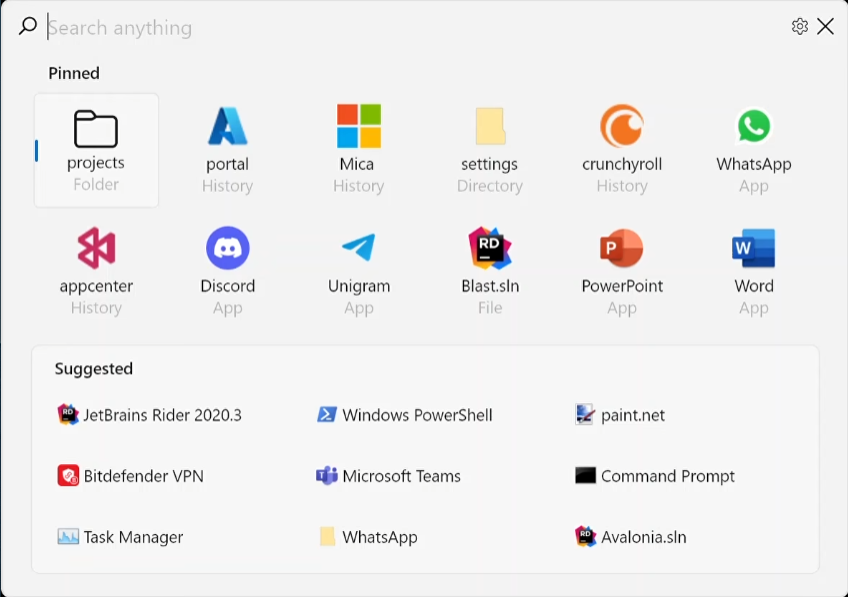 Search anything
Pinned
projects portal Mica settings crunchyroll WhatsApp
Folder History History Directory History App
appcenter Discord Unigram Blast.sln PowerPoint Word
History App App File App App
Suggested
JetBrains Rider 2020.3 Windows PowerShell paint.net
Bitdefender VPN Microsoft Teams Command Prompt
Task Manager WhatsApp Avalonia.sln